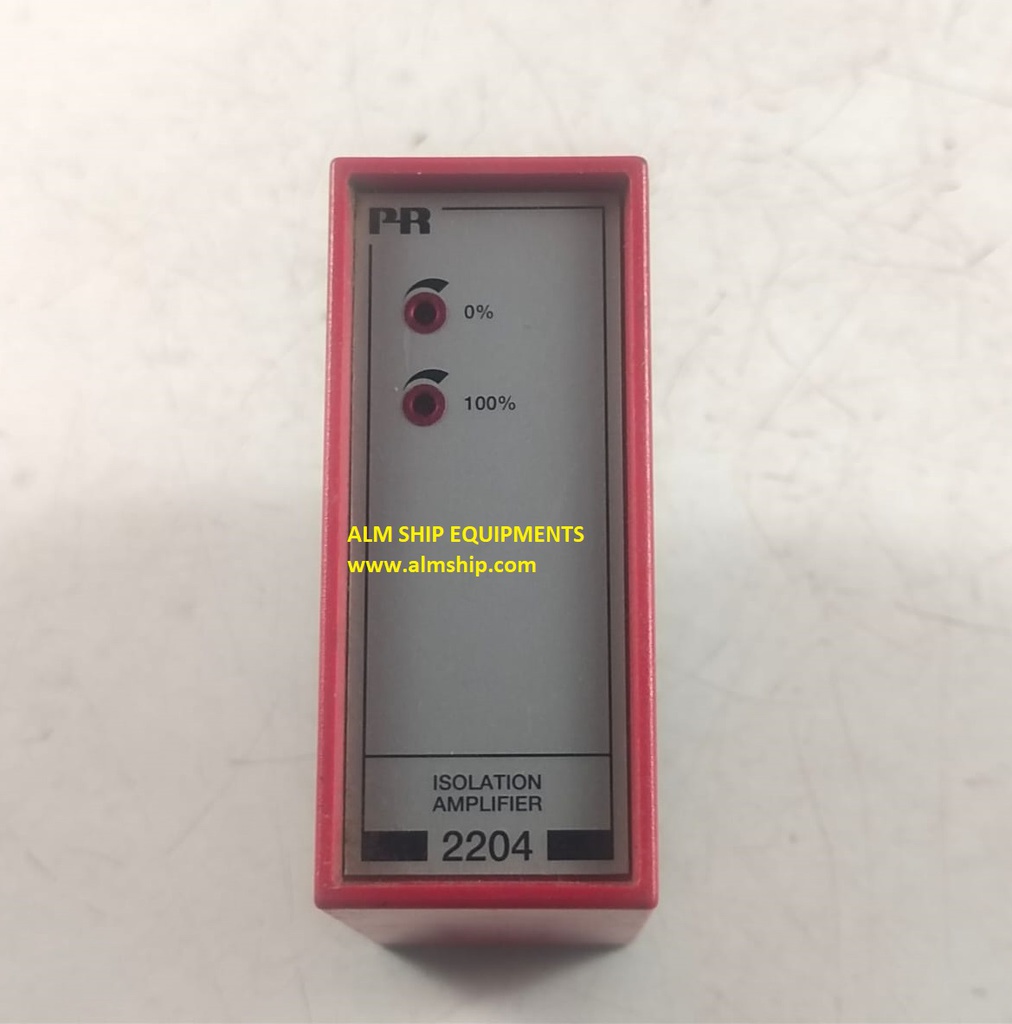 PR
0%
100%
ALM SHIP EQUIPMENTS
www.almship.com
ISOLATION
AMPLIFIER
2204